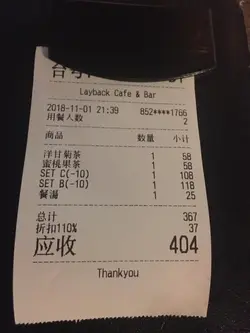 Layback Cafe & Bar
2018-11-01 21:39 852****1766
用餐人数 2
商品 数量 小计
洋甘菊茶 1 58
蜜桃果茶 1 58
SET C(-10) 1 108
SET B(-10) 1 118
餐湯 1 25
总计 367
折扣110% 37
应收 404
Thankyou